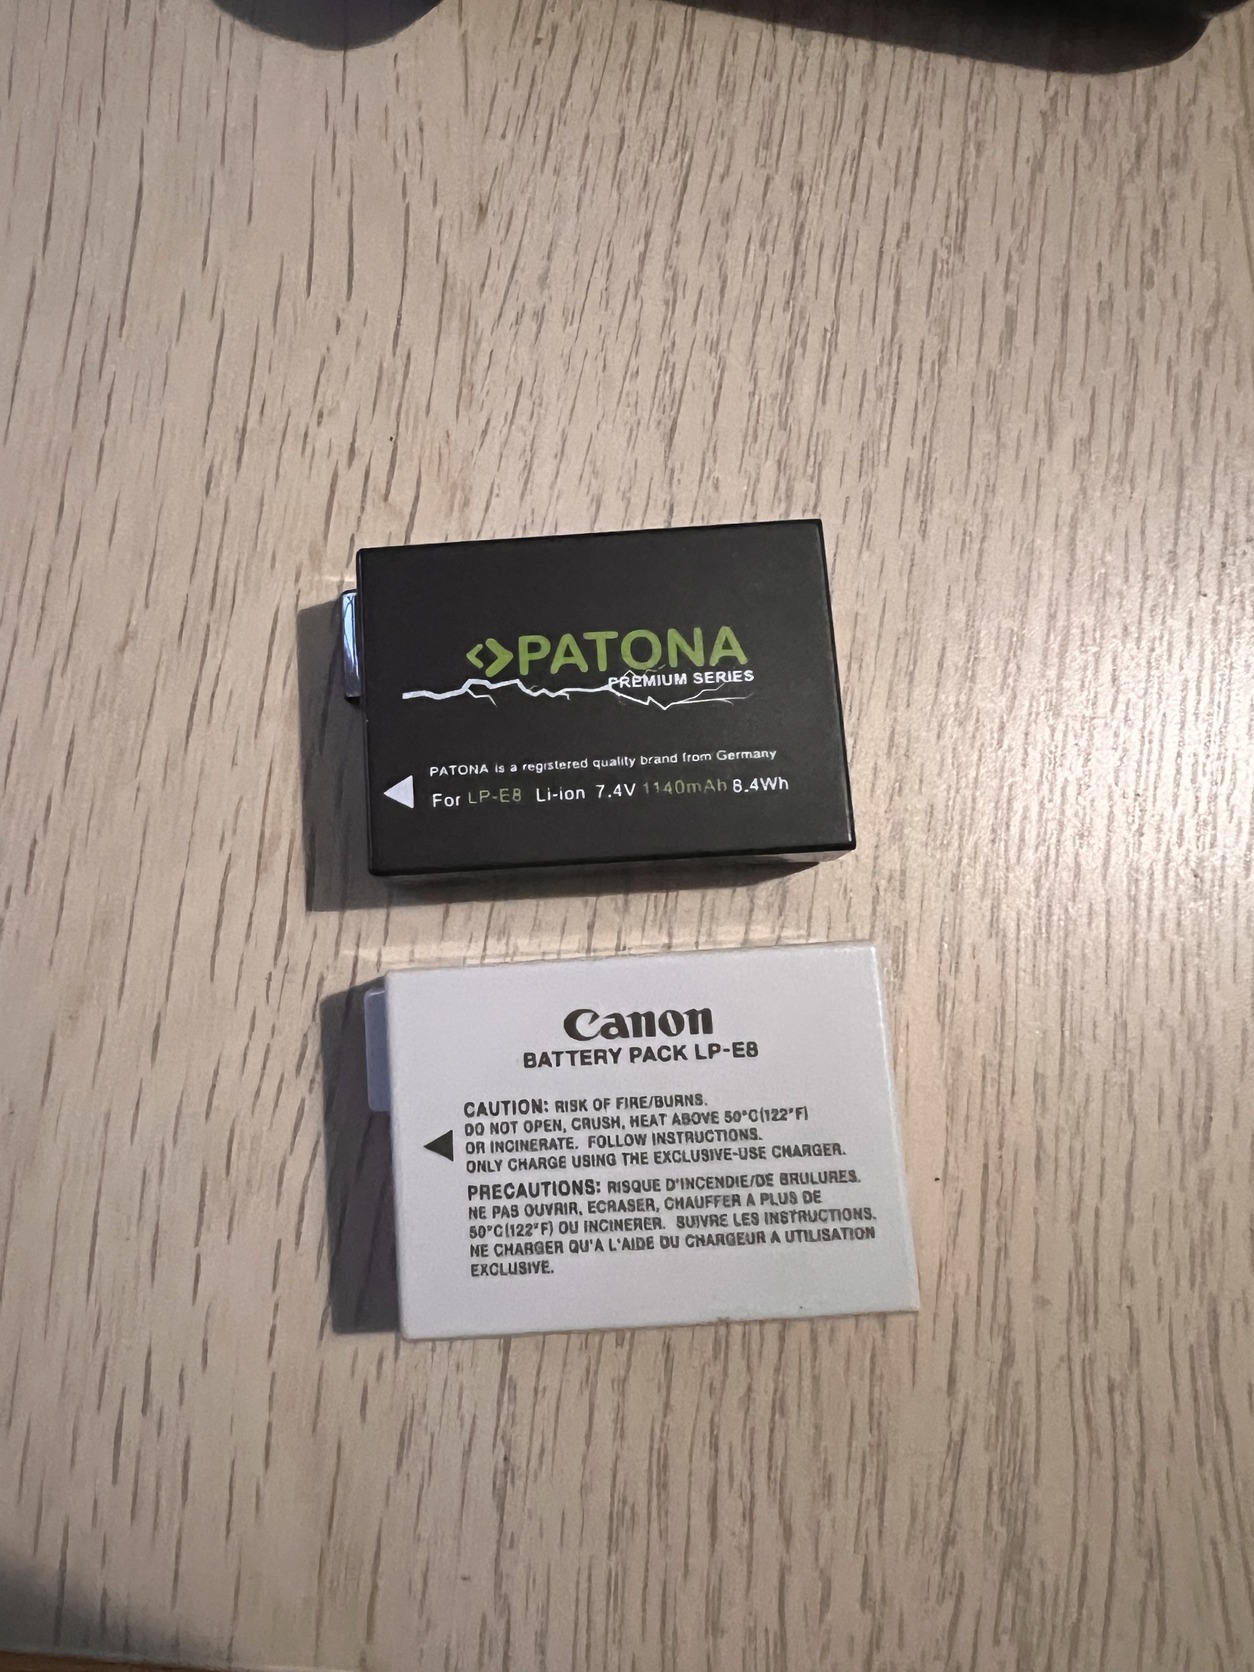 PATONA
PREMIUM SERIES
PATONA is a registered quality brand from Germany
For LP-E8 Li-ion 7.4V 1140mAh 8.4Wh
Canon
BATTERY PACK LP-E8
CAUTION: RISK OF FIRE/BURNS.
DO NOT OPEN, CRUSH, HEAT ABOVE 50°C(122°F)
OR INCINERATE. FOLLOW INSTRUCTIONS.
ONLY CHARGE USING THE EXCLUSIVE-USE CHARGER.
PRECAUTIONS: RISQUE D'INCENDIE/DE BRULURES.
NE PAS OUVRIR, ECRASER, CHAUFFER A PLUS DE
50°C(122°F) OU INCINERER. SUIVRE LES INSTRUCTIONS.
NE CHARGER QU'A L'AIDE DU CHARGEUR A UTILISATION
EXCLUSIVE.